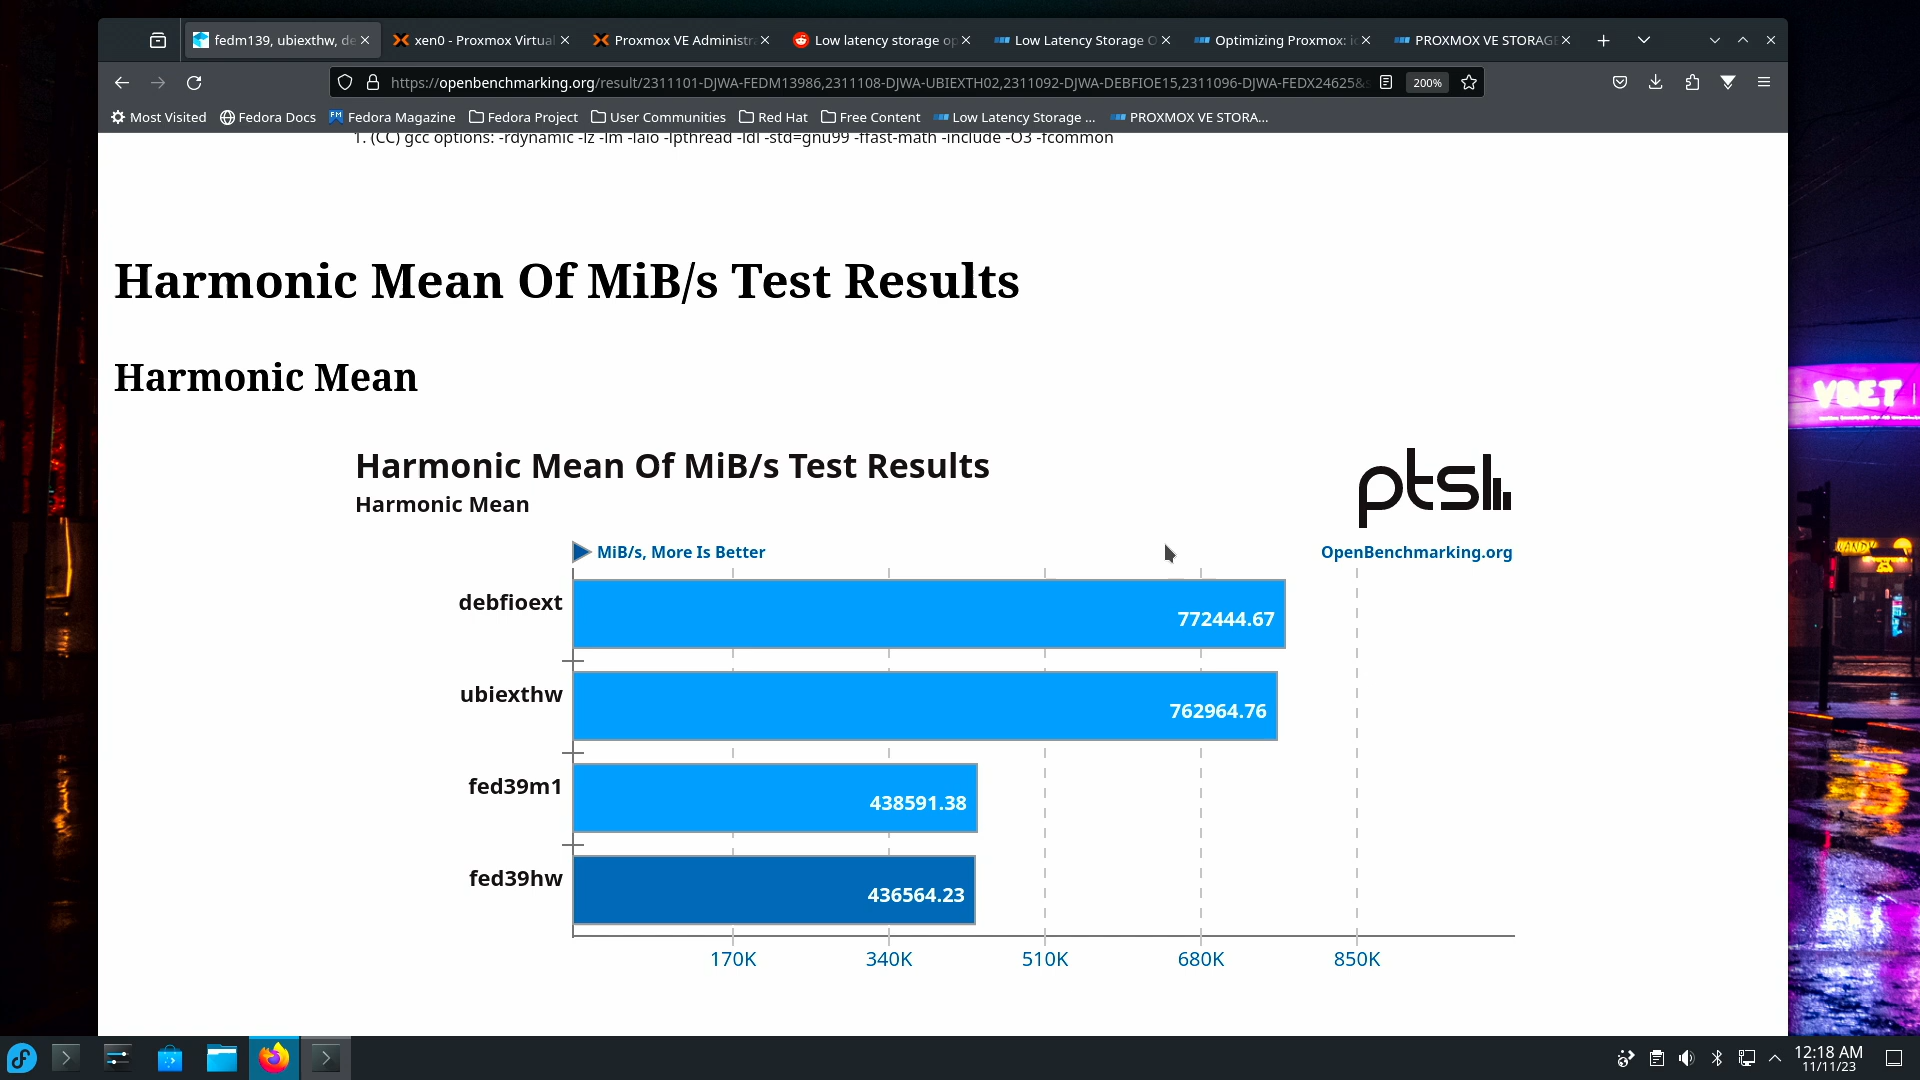 fedm139, ubiexthw, de
xen0 - Proxmox Virtual
Proxmox VE Administr
Low latency storage op
Low Latency Storage O
Optimizing Proxmox: i
PROXMOX VE STORAGE
https://openbenchmarking.org/result/2311101-DJWA-FEDM13986,2311108-DJWA-UBIEXTH02,2311092-DJWA-DEBFIOE15,2311096-DJWA-FEDX24625&s
200%
Most Visited
Fedora Docs
FM Fedora Magazine
Fedora Project
User Communities
Red Hat
Free Content
Low Latency Storage ...
PROXMOX VE STORA...
1. (CC) gcc options: -rdynamic -lz -lm -laio -lpthread -ldl -std=gnu99 -ffast-math -include -O3 -fcommon
Harmonic Mean Of MiB/s Test Results
Harmonic Mean
Harmonic Mean Of MiB/s Test Results
Harmonic Mean
ptsl
MiB/s, More Is Better
OpenBenchmarking.org
debfioext
772444.67
ubiexthw
762964.76
fed39m1
438591.38
fed39hw
436564.23
170K
340K
510K
680K
850K
VBET
12:18 AM
11/11/23